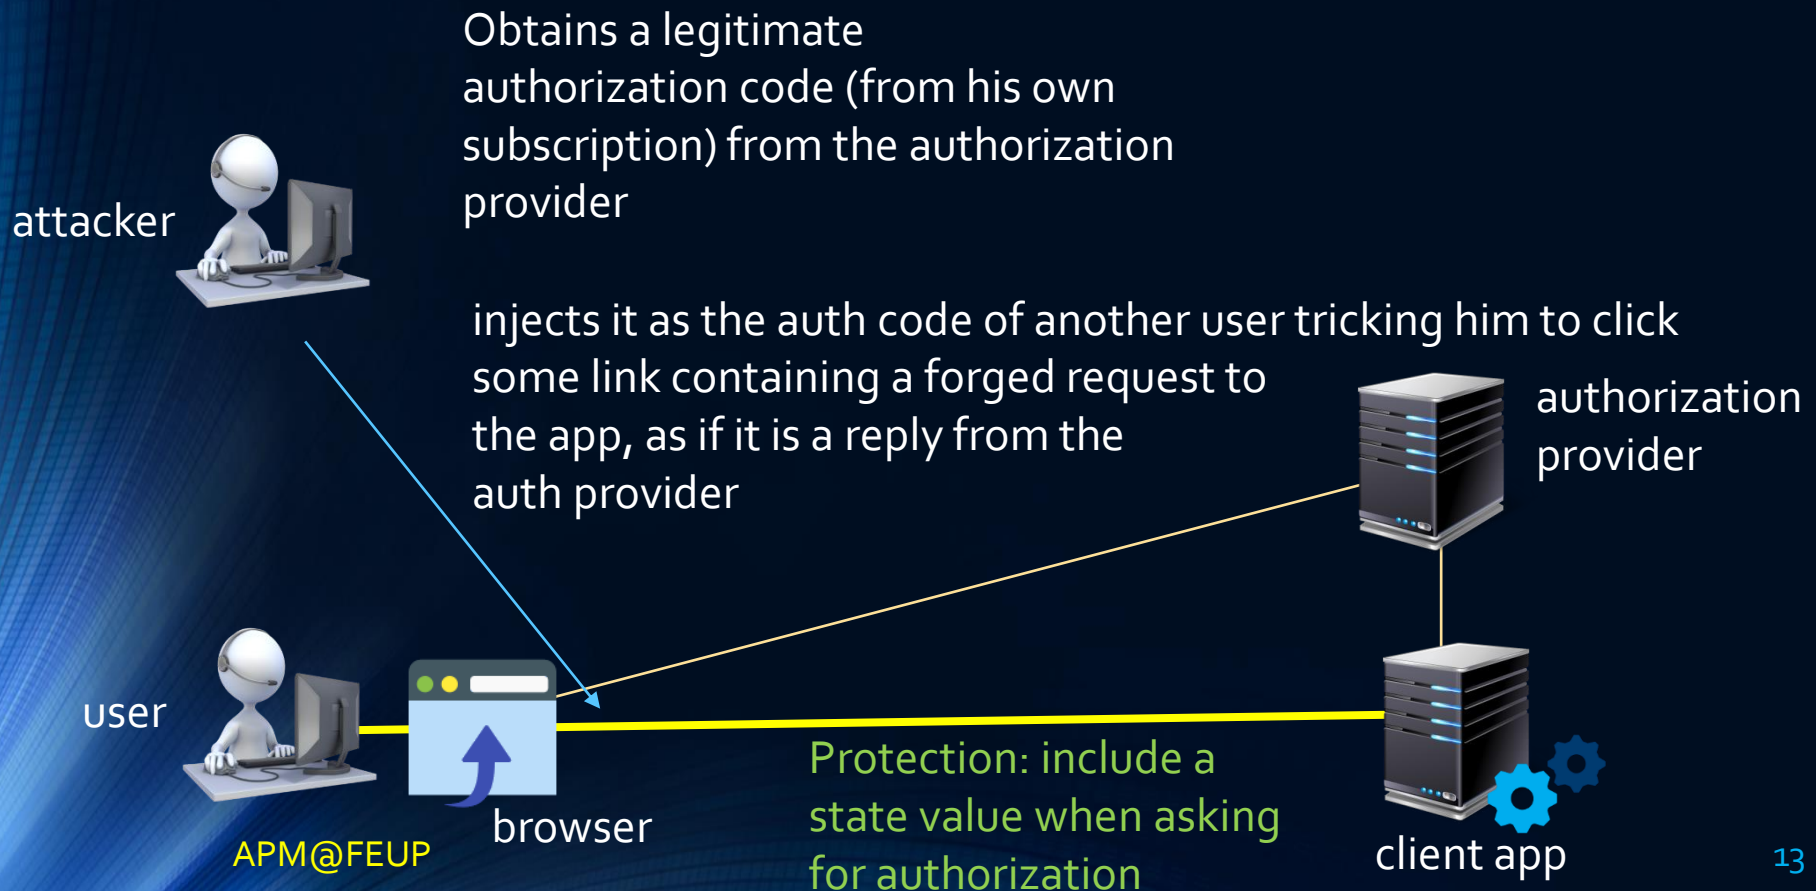 Obtains a legitimate
authorization code (from his own
subscription) from the authorization
provider
attacker
injects it as the auth code of another user tricking him to click
some link containing a forged request to
the app, as if it is a reply from the
auth provider
authorization
provider
user
browser
Protection: include a
state value when asking
for authorization
client app
APM@FEUP
13